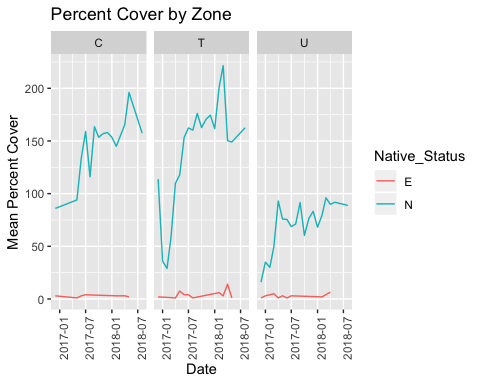 Percent Cover by Zone
C T U
200
150
100
50
0
Mean Percent Cover
2017-01 2017-07 2018-01 2018-07 2017-01 2017-07 2018-01 2018-07 2017-01 2017-07 2018-01 2018-07
Date
Native_Status
E
N